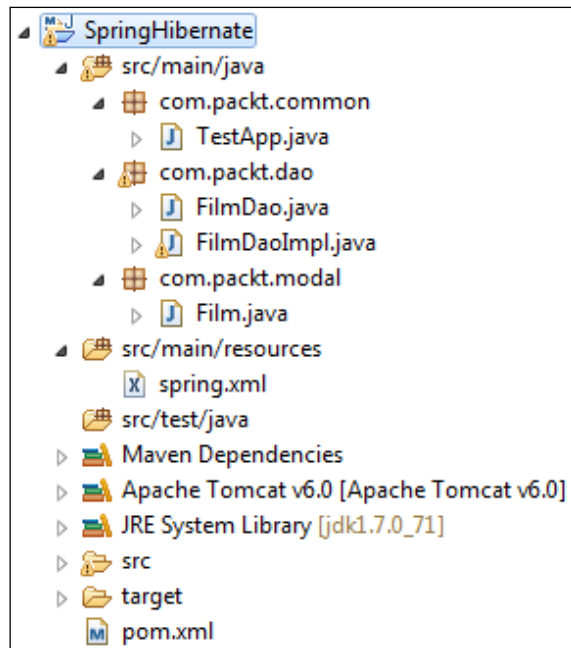 SpringHibernate
src/main/java
com.packt.common
TestApp.java
com.packt.dao
FilmDao.java
FilmDaoImpl.java
com.packt.modal
Film.java
src/main/resources
spring.xml
src/test/java
Maven Dependencies
Apache Tomcat v6.0 [Apache Tomcat v6.0]
JRE System Library [jdk1.7.0_71]
src
target
pom.xml